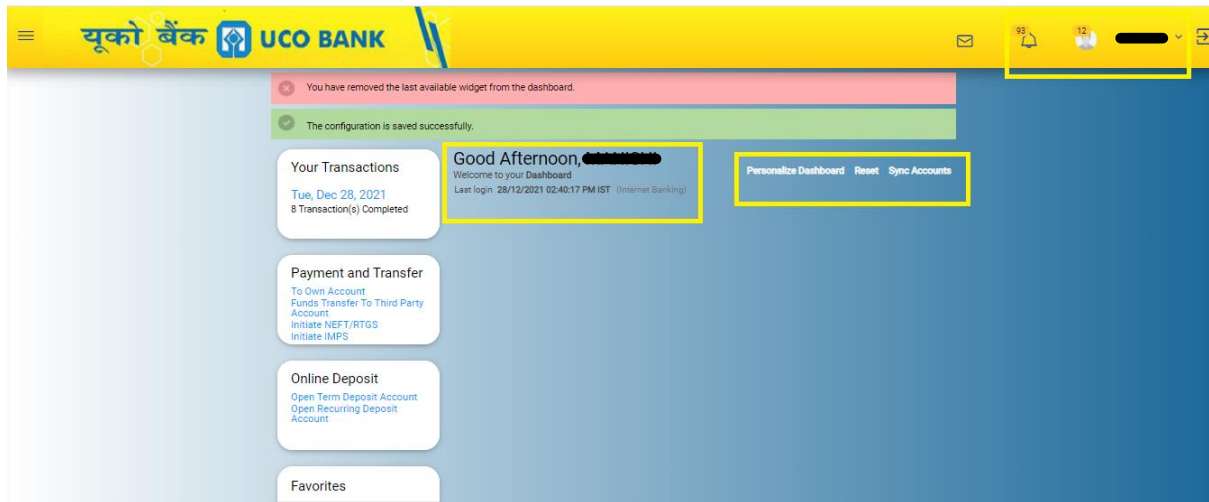 यूको बैंक UCO BANK
93
12
You have removed the last available widget from the dashboard.
The configuration is saved successfully.
Your Transactions
Tue, Dec 28, 2021
8 Transaction(s) Completed
Good Afternoon,
Welcome to your Dashboard
Last login 28/12/2021 02:40:17 PM IST (Internet Banking)
Personalize Dashboard Reset Sync Accounts
Payment and Transfer
To Own Account
Funds Transfer To Third Party
Account
Initiate NEFT/RTGS
Initiate IMPS
Online Deposit
Open Term Deposit Account
Open Recurring Deposit
Account
Favorites